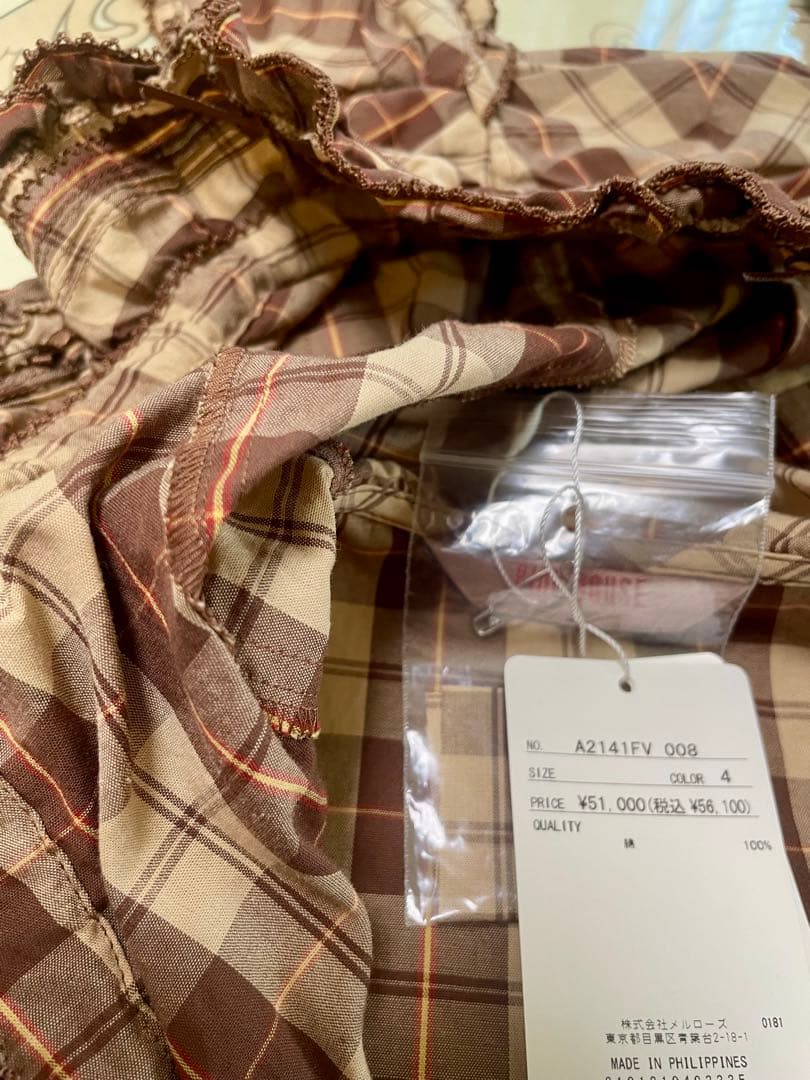 PINK HOUSE
NO. A2141FV 008
SIZE COLOR 4
PRICE ¥51,000(税込 ¥56,100)
QUALITY
綿 100%
株式会社メルローズ 0181
東京都目黒区青葉台2-18-1
MADE IN PHILIPPINES